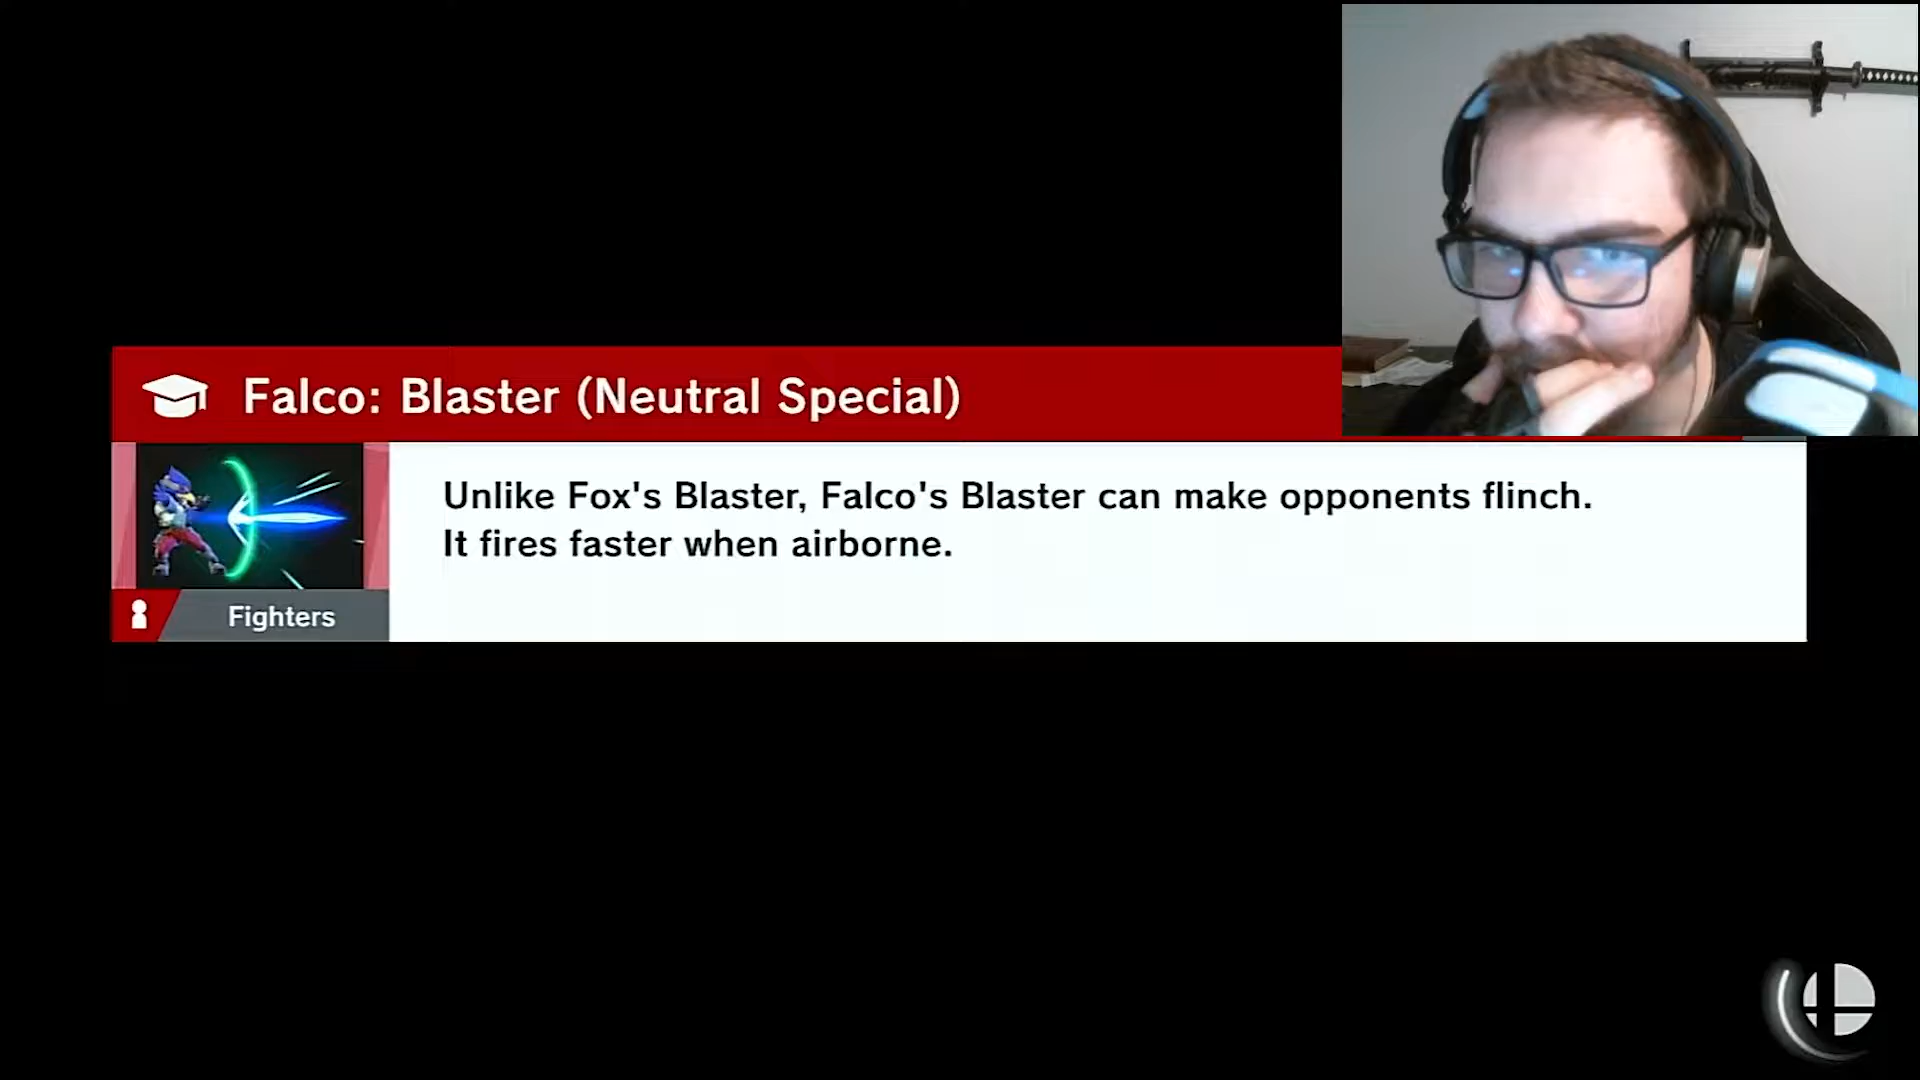 Falco: Blaster (Neutral Special)
Unlike Fox's Blaster, Falco's Blaster can make opponents flinch.
It fires faster when airborne.
Fighters